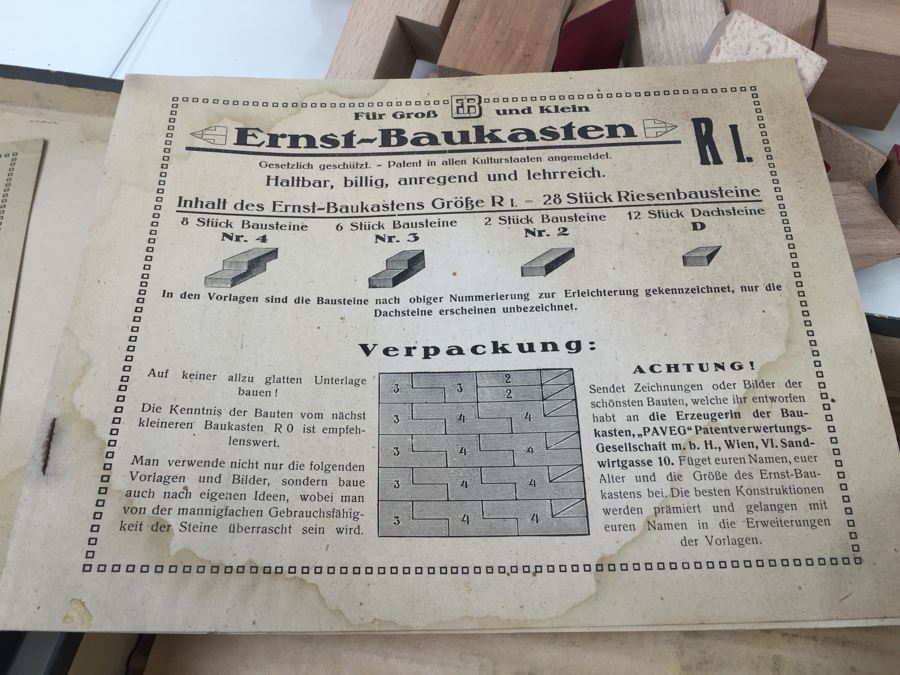 Für Groß EB und Klein
Ernst-Baukasten
R I.
Gesetzlich geschützt. - Patent in allen Kulturstaaten angemeldet.
Haltbar, billig, anregend und lehrreich.
Inhalt des Ernst-Baukastens Größe R I. - 28 Stück Riesenbausteine
8 Stück Bausteine
Nr. 4
6 Stück Bausteine
Nr. 3
2 Stück Bausteine
Nr. 2
12 Stück Dachsteine
D
In den Vorlagen sind die Bausteine nach obiger Nummerierung zur Erleichterung gekennzeichnet, nur die
Dachsteine erscheinen unbezeichnet.
Verpackung:
Auf keiner allzu glatten Unterlage
bauen!
Die Kenntnis der Bauten vom nächst
kleineren Baukasten R 0 ist empfeh-
lenswert.
Man verwende nicht nur die folgenden
Vorlagen und Bilder, sondern baue
auch nach eigenen Ideen, wobei man
von der mannigfachen Gebrauchsfähig-
keit der Steine überrascht sein wird.
3 3 2
2
3 4 4
3 4 4
3 4 4
3 4 4
ACHTUNG!
Sendet Zeichnungen oder Bilder der
schönsten Bauten, welche ihr entworfen
habt an die Erzeugerin der Bau-
kasten, „PAVEG" Patentverwertungs-
Gesellschaft m. b. H., Wien, VI. Sand-
wirtgasse 10. Füget euren Namen, euer
Alter und die Größe des Ernst-Bau-
kastens bei. Die besten Konstruktionen
werden prämiert und gelangen mit
euren Namen in die Erweiterungen
der Vorlagen.